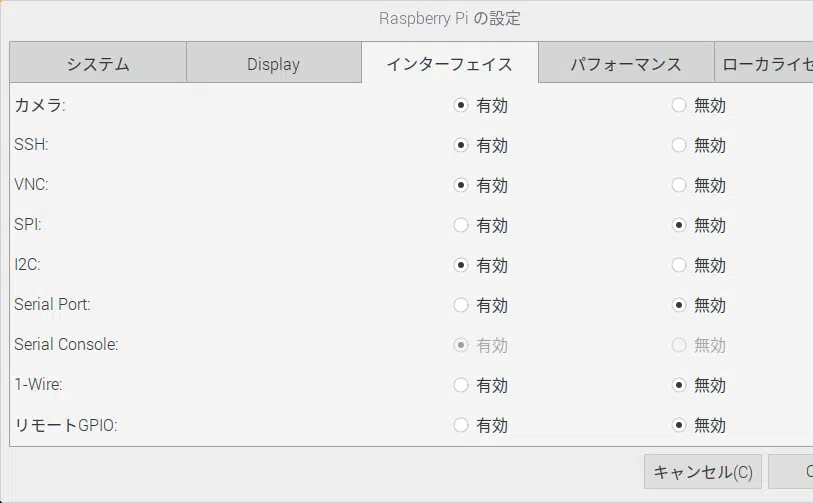 Raspberry Pi の設定
システム Display インターフェイス パフォーマンス ローカライセ
カメラ: 有効 無効
SSH: 有効 無効
VNC: 有効 無効
SPI: 有効 無効
I2C: 有効 無効
Serial Port: 有効 無効
Serial Console: 有効 無効
1-Wire: 有効 無効
リモートGPIO: 有効 無効
キャンセル(C)